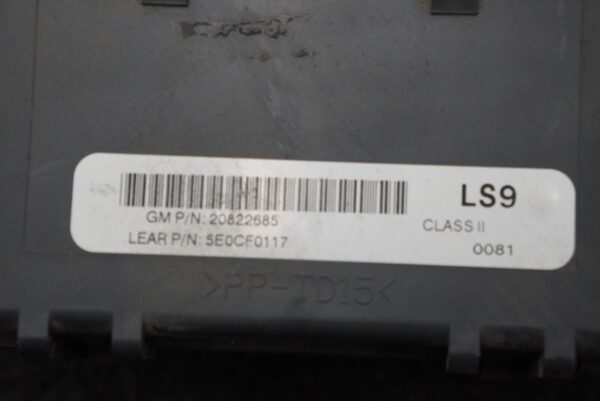 LS9
GM P/N: 20822685
CLASS II
LEAR P/N: 5E0CF0117
0081
>PP-TD15<